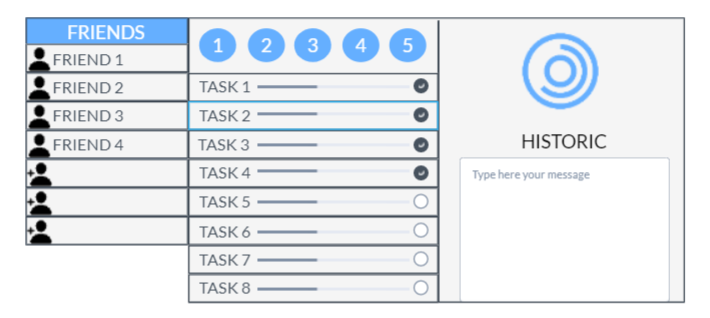 FRIENDS
FRIEND 1
FRIEND 2
FRIEND 3
FRIEND 4
1 2 3 4 5
TASK 1
TASK 2
TASK 3
TASK 4
TASK 5
TASK 6
TASK 7
TASK 8
HISTORIC
Type here your message